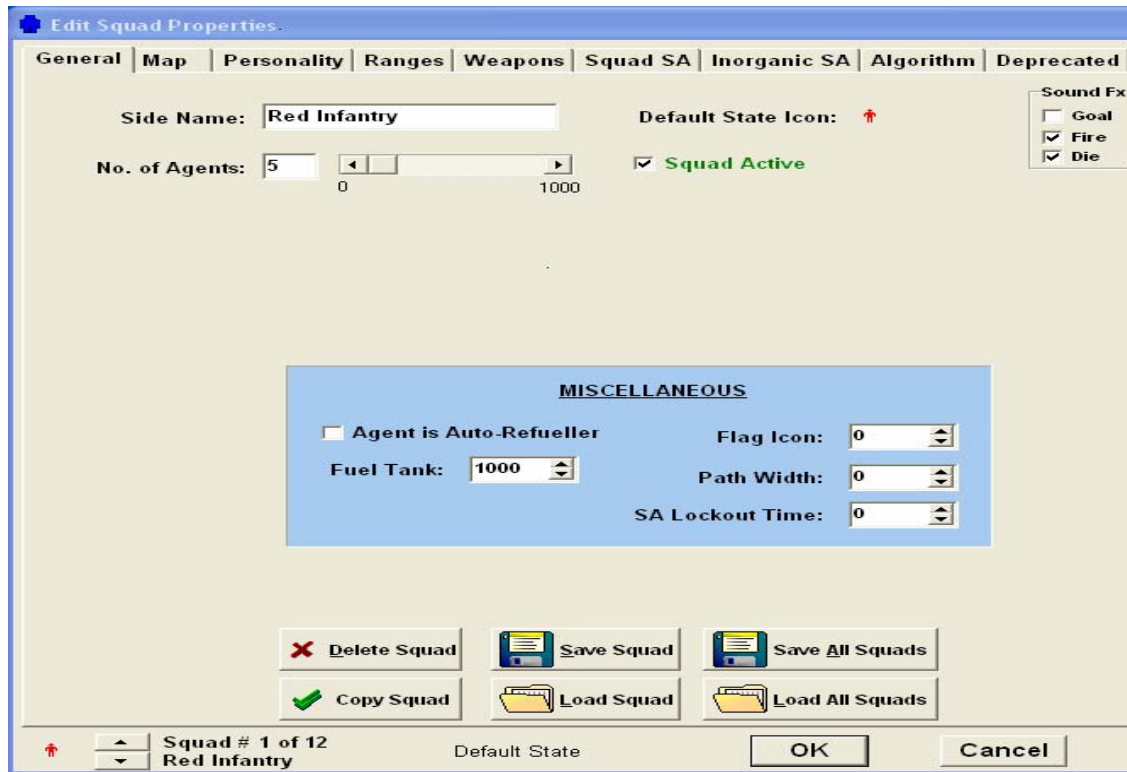 Edit Squad Properties.
General Map Personality Ranges Weapons Squad SA Inorganic SA Algorithm Deprecated
Side Name: Red Infantry
Default State Icon:
Sound Fx
Goal
Fire
Die
No. of Agents: 5
0 1000
Squad Active
MISCELLANEOUS
Agent is Auto-Refueller
Fuel Tank: 1000
Flag Icon: 0
Path Width: 0
SA Lockout Time: 0
Delete Squad Save Squad Save All Squads
Copy Squad Load Squad Load All Squads
Squad # 1 of 12
Red Infantry
Default State
OK Cancel